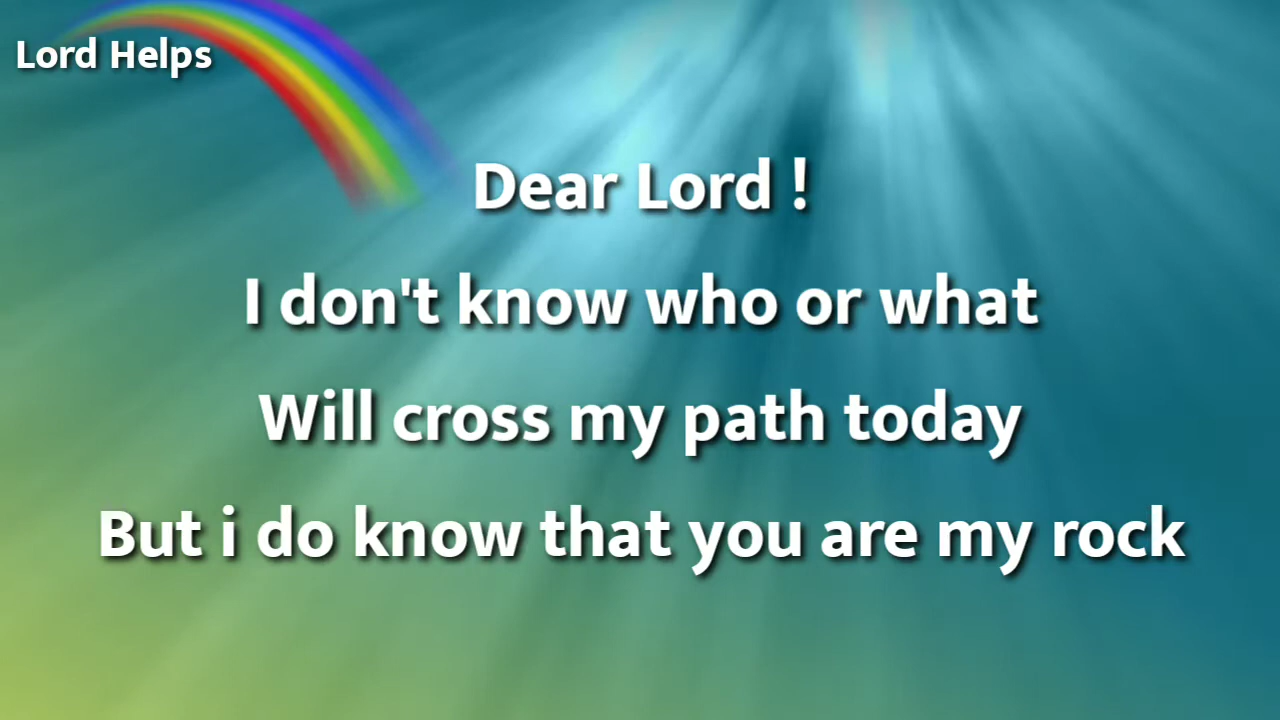 Lord Helps
Dear Lord !
I don't know who or what
Will cross my path today
But i do know that you are my rock